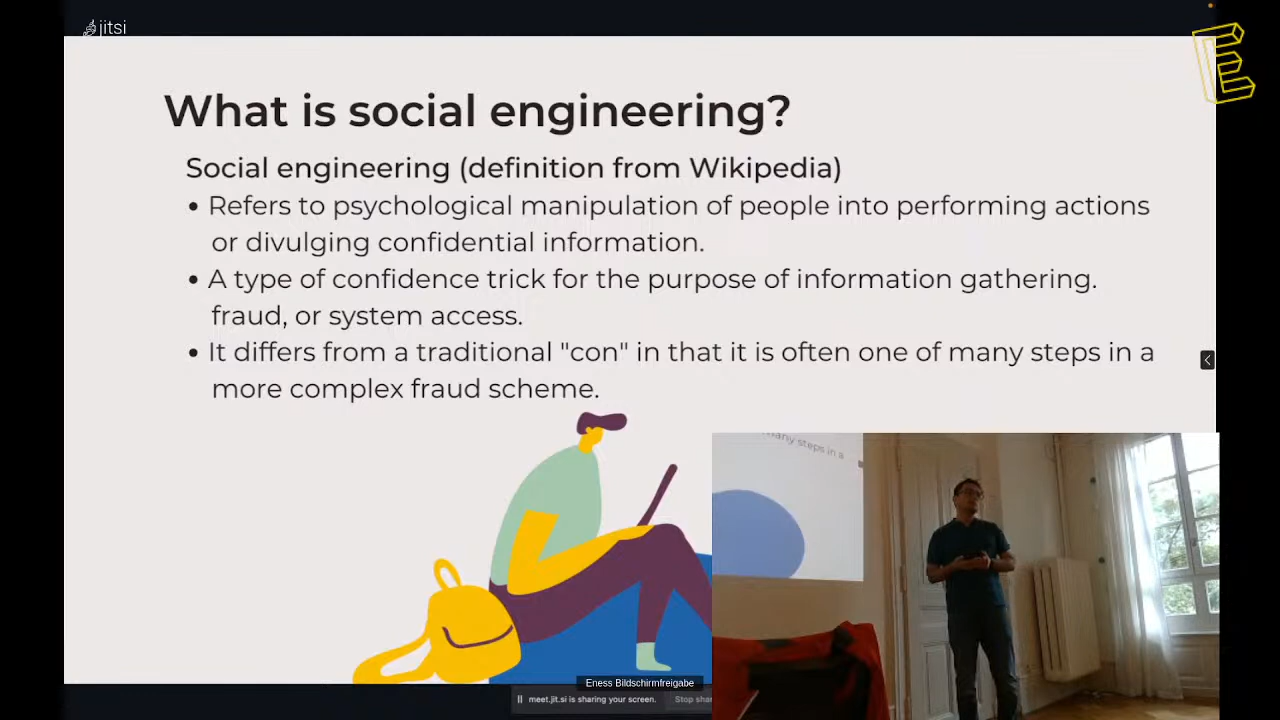 jitsi
E
What is social engineering?
Social engineering (definition from Wikipedia)
• Refers to psychological manipulation of people into performing actions
or divulging confidential information.
• A type of confidence trick for the purpose of information gathering.
fraud, or system access.
• It differs from a traditional "con" in that it is often one of many steps in a
more complex fraud scheme.
many steps in a
Eness Bildschirmfreigabe
meet.jit.si is sharing your screen.
Stop shar